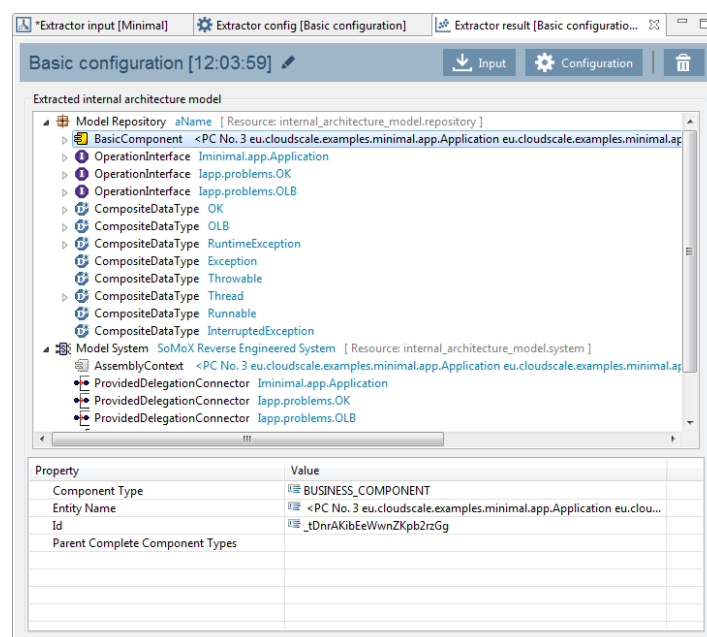 *Extractor input [Minimal]
Extractor config [Basic configuration]
Extractor result [Basic configuratio...
Basic configuration [12:03:59]
Input
Configuration
Extracted internal architecture model
Model Repository aName [ Resource: internal_architecture_model.repository ]
BasicComponent <PC No. 3 eu.cloudscale.examples.minimal.app.Application eu.cloudscale.examples.minimal.ap
OperationInterface Iminimal.app.Application
OperationInterface Iapp.problems.OK
OperationInterface Iapp.problems.OLB
CompositeDataType OK
CompositeDataType OLB
CompositeDataType RuntimeException
CompositeDataType Exception
CompositeDataType Throwable
CompositeDataType Thread
CompositeDataType Runnable
CompositeDataType InterruptedException
Model System SoMoX Reverse Engineered System [ Resource: internal_architecture_model.system ]
AssemblyContext <PC No. 3 eu.cloudscale.examples.minimal.app.Application eu.cloudscale.examples.minimal.ap
ProvidedDelegationConnector Iminimal.app.Application
ProvidedDelegationConnector Iapp.problems.OK
ProvidedDelegationConnector Iapp.problems.OLB
Property Value
Component Type BUSINESS_COMPONENT
Entity Name <PC No. 3 eu.cloudscale.examples.minimal.app.Application eu.clou...
Id _tDnrAKibEeWwnZKpb2rzGg
Parent Complete Component Types